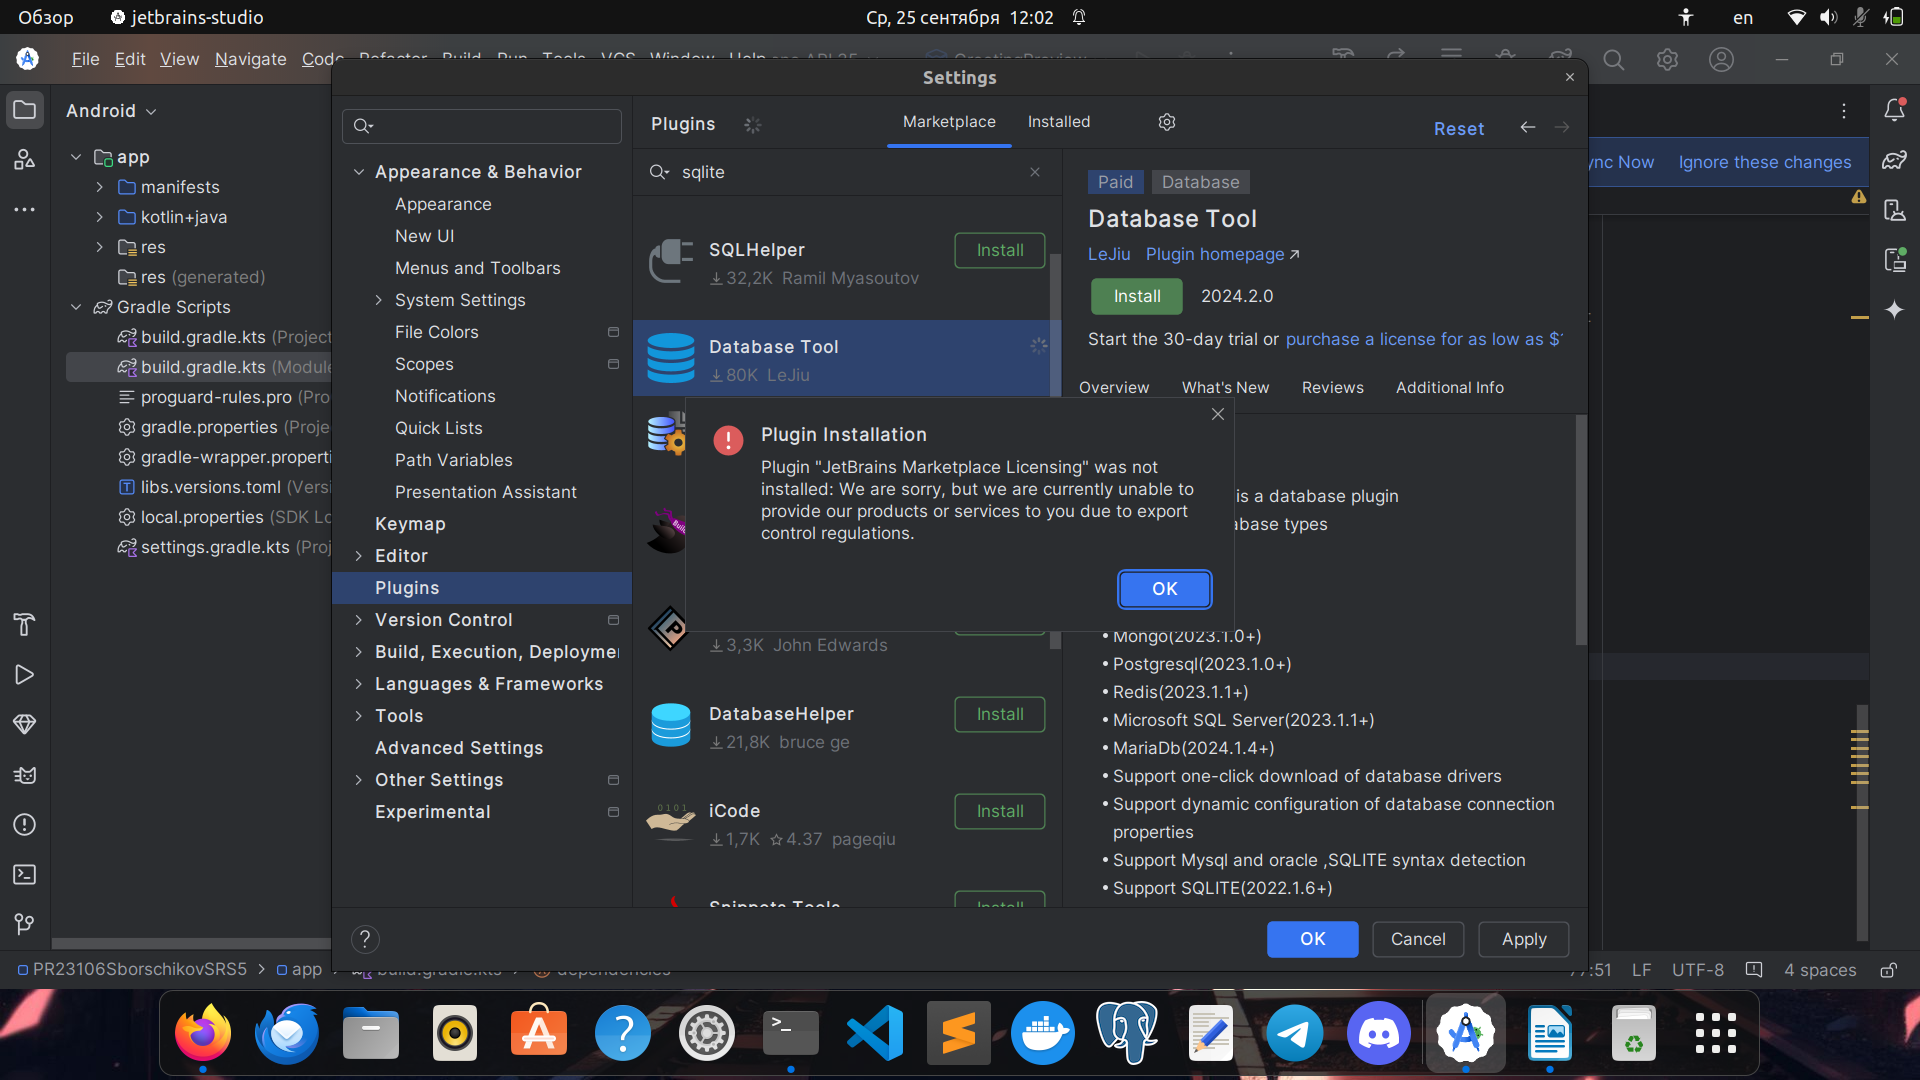 Обзор
jetbrains-studio
Ср, 25 сентября 12:02
en
File Edit View Navigate Code Refactor Build Run Tools VCS Window Help
Settings
Android
app
manifests
kotlin+java
res
res (generated)
Gradle Scripts
build.gradle.kts (Project
build.gradle.kts (Module
proguard-rules.pro (Pro
gradle.properties (Proje
gradle-wrapper.properti
libs.versions.toml (Versi
local.properties (SDK Lo
settings.gradle.kts (Proj
Appearance & Behavior
Appearance
New UI
Menus and Toolbars
System Settings
File Colors
Scopes
Notifications
Quick Lists
Path Variables
Presentation Assistant
Keymap
Editor
Plugins
Version Control
Build, Execution, Deployme
Languages & Frameworks
Tools
Advanced Settings
Other Settings
Experimental
Plugins
Marketplace
Installed
Reset
sqlite
SQLHelper
32,2K Ramil Myasoutov
Install
Database Tool
80K LeJiu
3,3K John Edwards
DatabaseHelper
21,8K bruce ge
Install
0101
iCode
1,7K 4.37 pageqiu
Install
Snippets Tools
Install
Paid Database
Database Tool
LeJiu Plugin homepage
Install 2024.2.0
Start the 30-day trial or purchase a license for as low as $
Overview What's New Reviews Additional Info
is a database plugin
abase types
• Mongo(2023.1.0+)
• Postgresql(2023.1.0+)
• Redis(2023.1.1+)
• Microsoft SQL Server(2023.1.1+)
• MariaDb(2024.1.4+)
• Support one-click download of database drivers
• Support dynamic configuration of database connection
properties
• Support Mysql and oracle ,SQLITE syntax detection
• Support SQLITE(2022.1.6+)
Plugin Installation
Plugin "JetBrains Marketplace Licensing" was not
installed: We are sorry, but we are currently unable to
provide our products or services to you due to export
control regulations.
OK
OK
Cancel
Apply
ync Now Ignore these changes
PR23106SborschikovSRS5 > app > build.gradle.kts > dependencies
:51 LF UTF-8 4 spaces